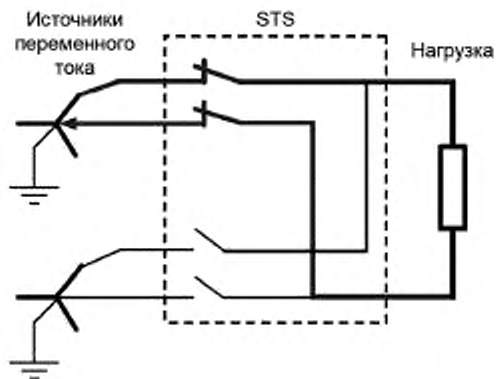 Источники
переменного
тока
STS
Нагрузка